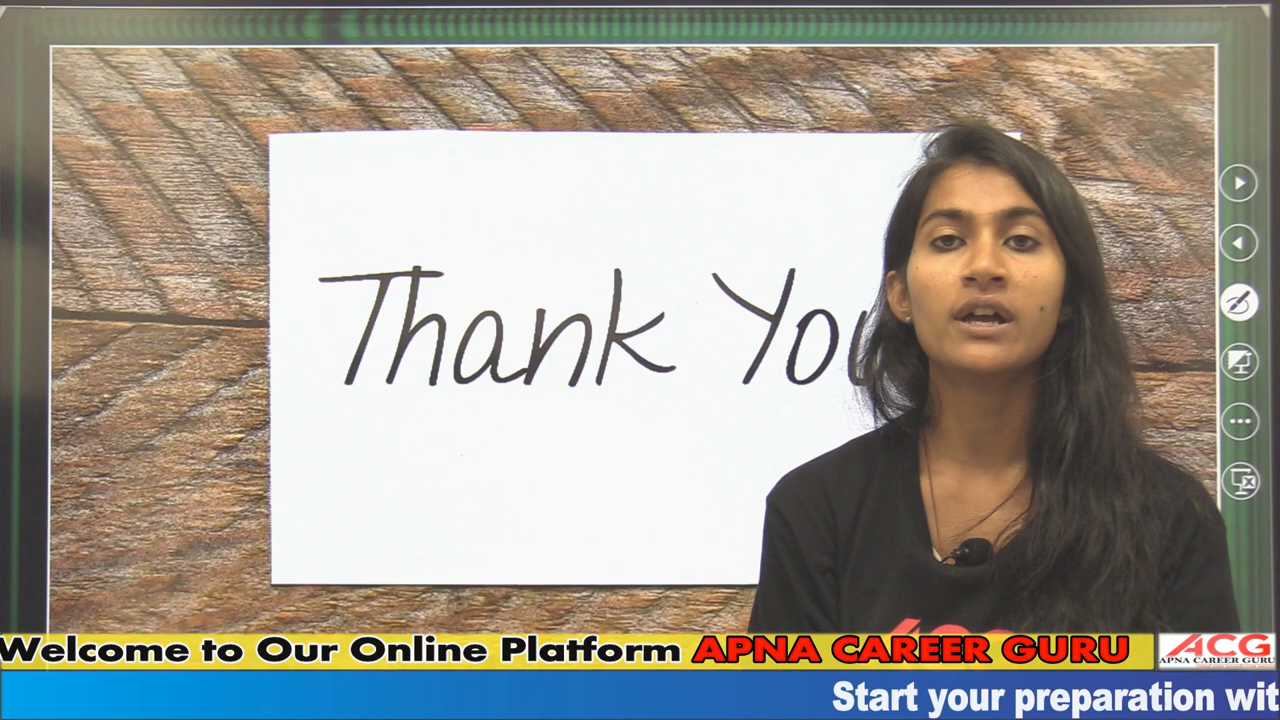 Thank You
Welcome to Our Online Platform APNA CAREER GURU
ACG
APNA CAREER GURU
Start your preparation wit